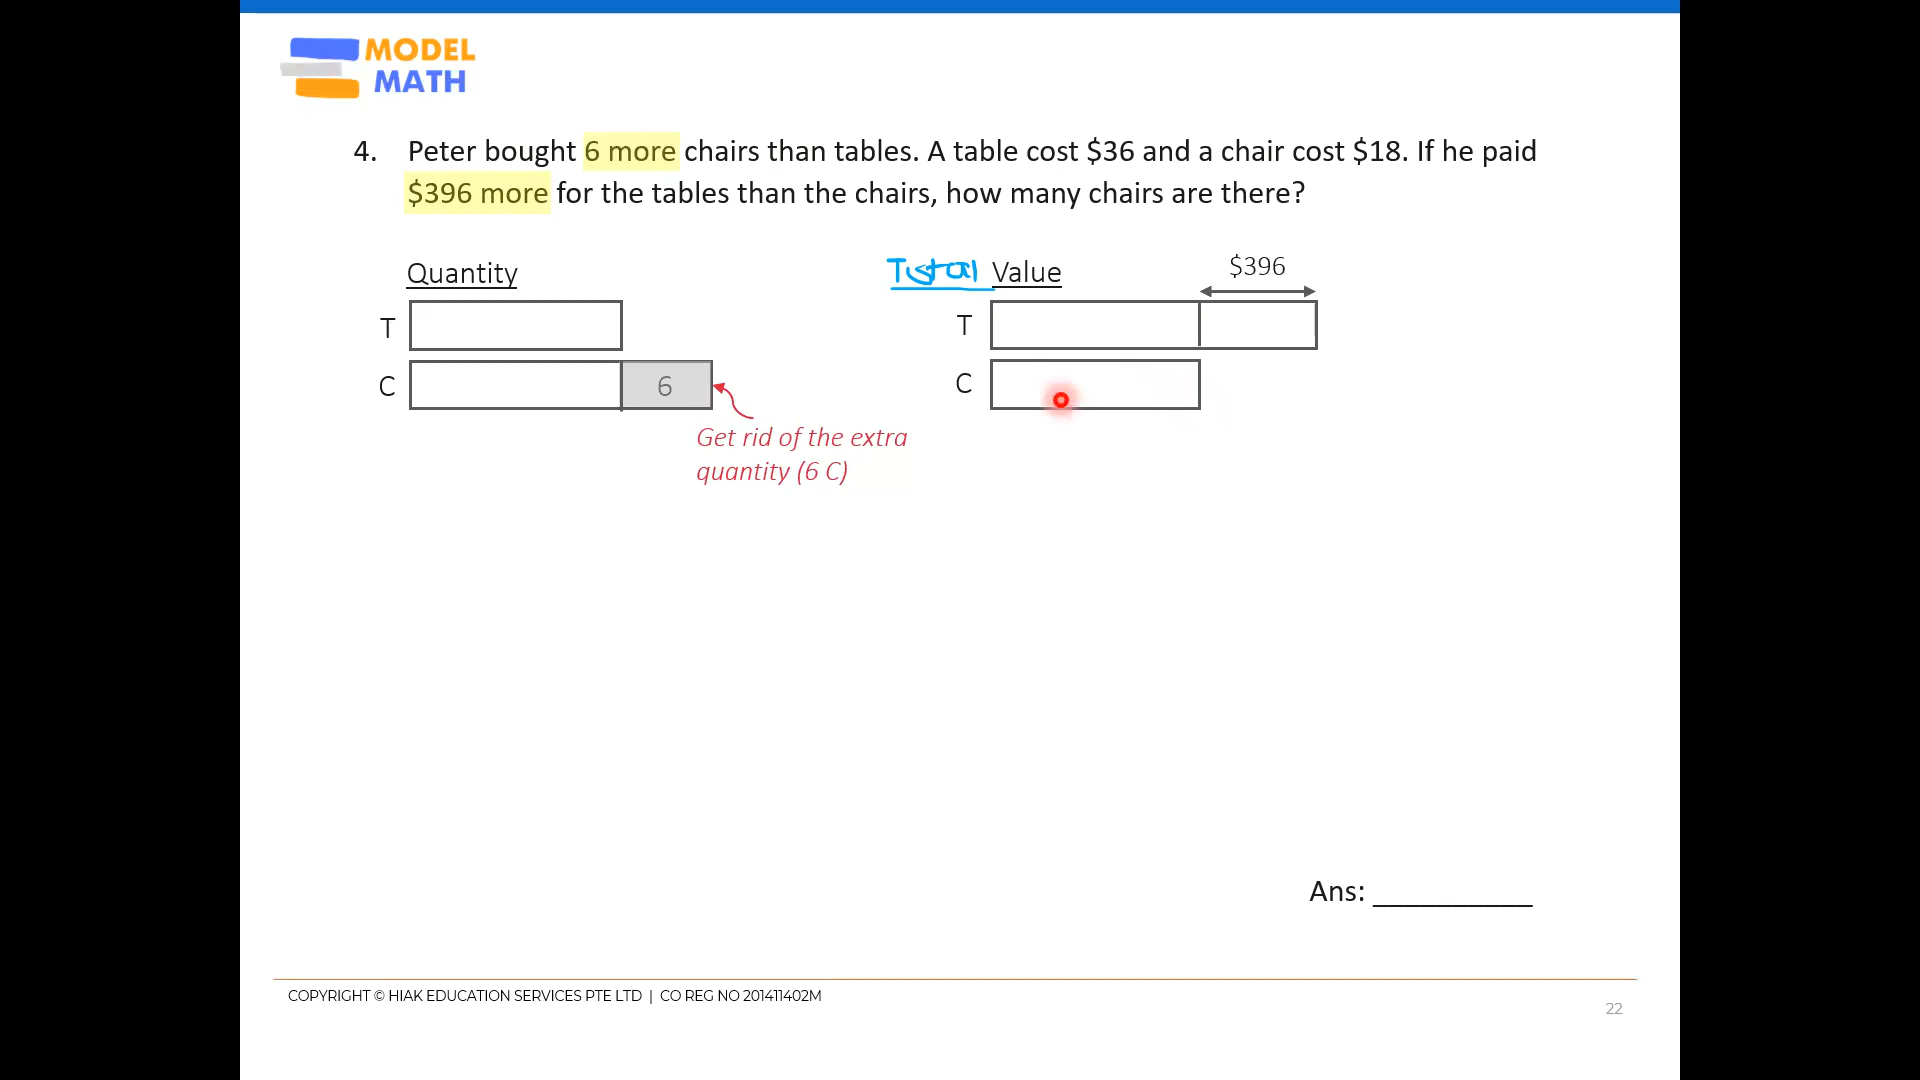 MODEL
MATH
4. Peter bought 6 more chairs than tables. A table cost $36 and a chair cost $18. If he paid
$396 more for the tables than the chairs, how many chairs are there?
Quantity
Total Value
$396
T
T
C
6
C
Get rid of the extra
quantity (6 C)
Ans: __________
COPYRIGHT © HIAK EDUCATION SERVICES PTE LTD | CO REG NO 201411402M
22